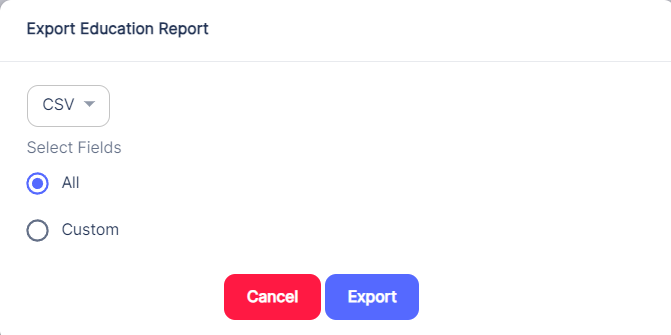 Export Education Report
CSV
Select Fields
All
Custom
Cancel Export